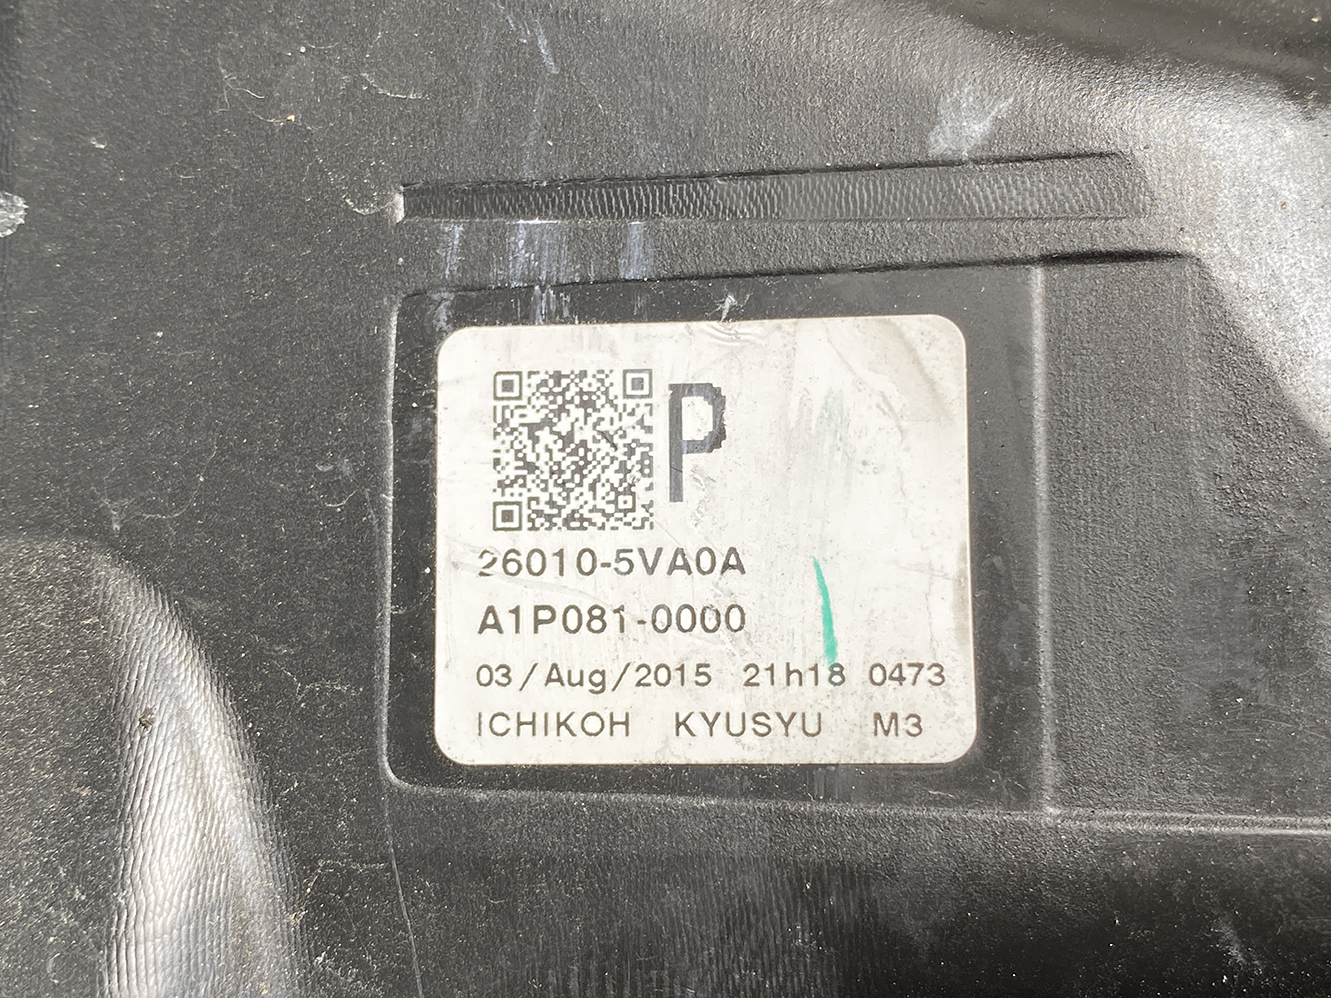 P
26010-5VA0A
A1P081-0000
03/Aug/2015 21h18 0473
ICHIKOH KYUSYU M3